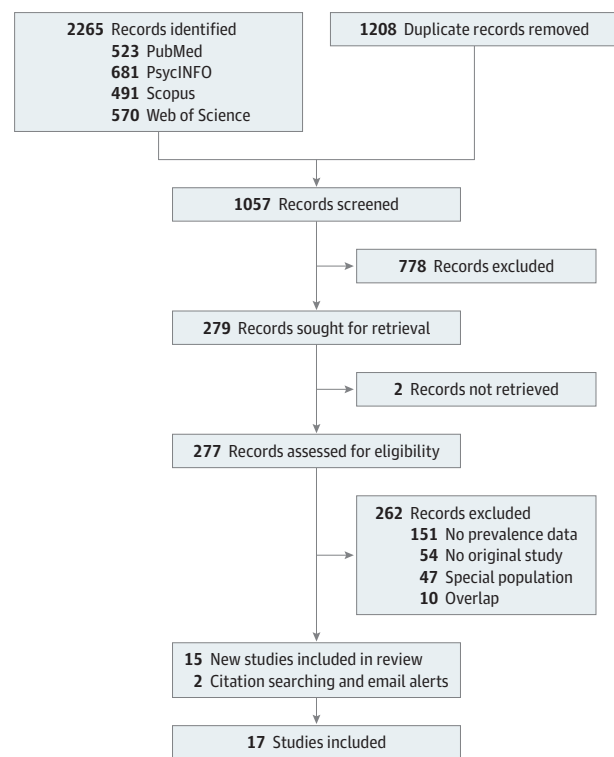 2265 Records identified
523 PubMed
681 PsycINFO
491 Scopus
570 Web of Science
1208 Duplicate records removed
1057 Records screened
778 Records excluded
279 Records sought for retrieval
2 Records not retrieved
277 Records assessed for eligibility
262 Records excluded
151 No prevalence data
54 No original study
47 Special population
10 Overlap
15 New studies included in review
2 Citation searching and email alerts
17 Studies included